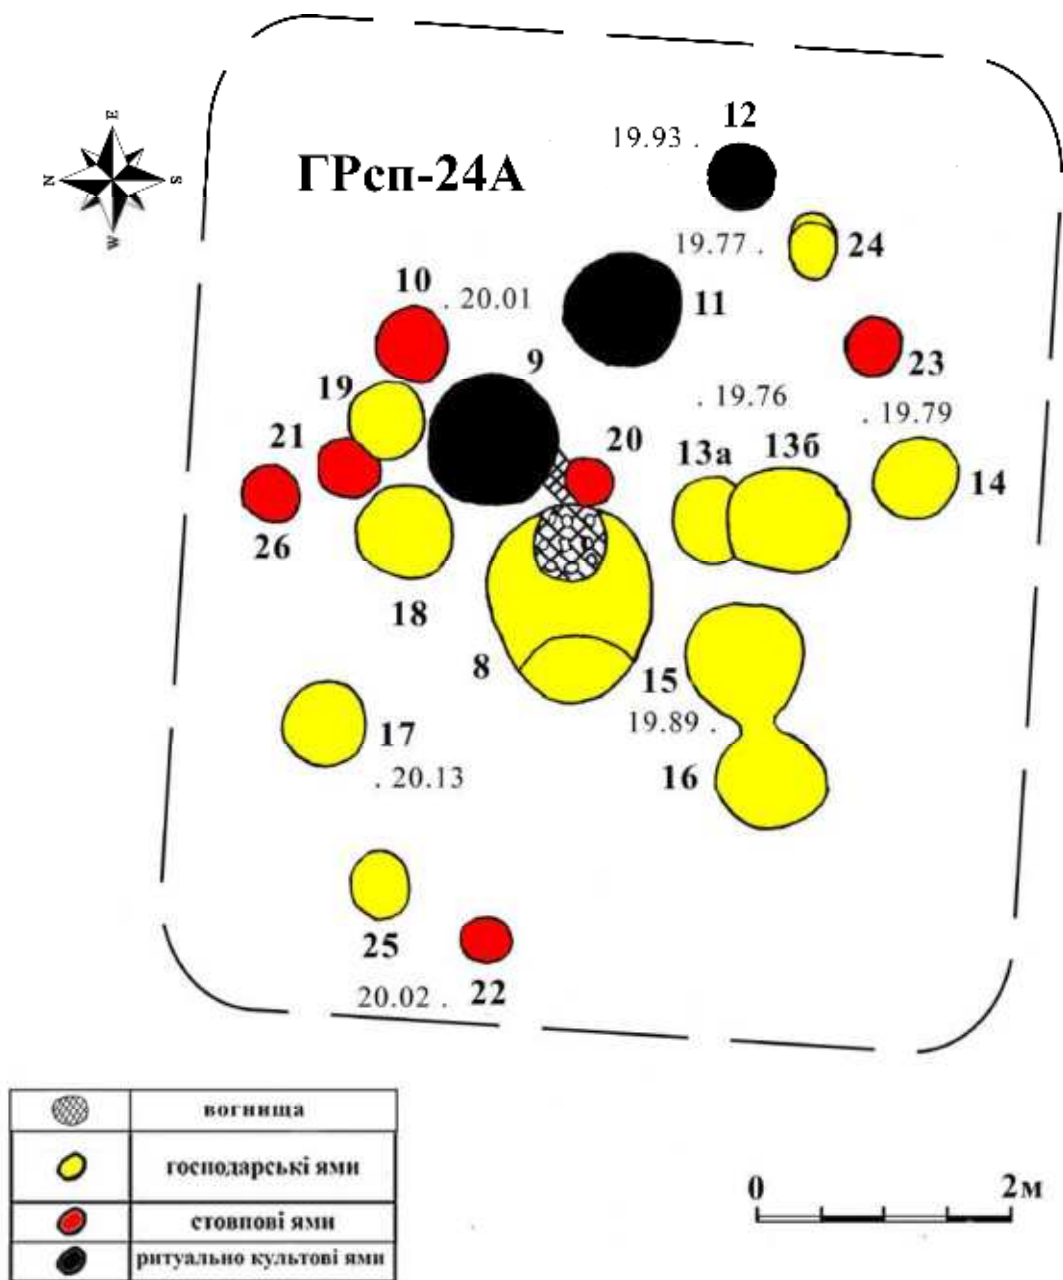 12
19.93 .
E
N
S
W
ГРсп-24А
19.77 .
24
10
. 20.01
11
9
23
19
. 19.76
. 19.79
21
20
13а
13б
14
26
18
8
15
19.89 .
17
16
. 20.13
25
22
20.02 .
вогнища
господарські ями
стовпові ями
ритуально культові ями
0
2м